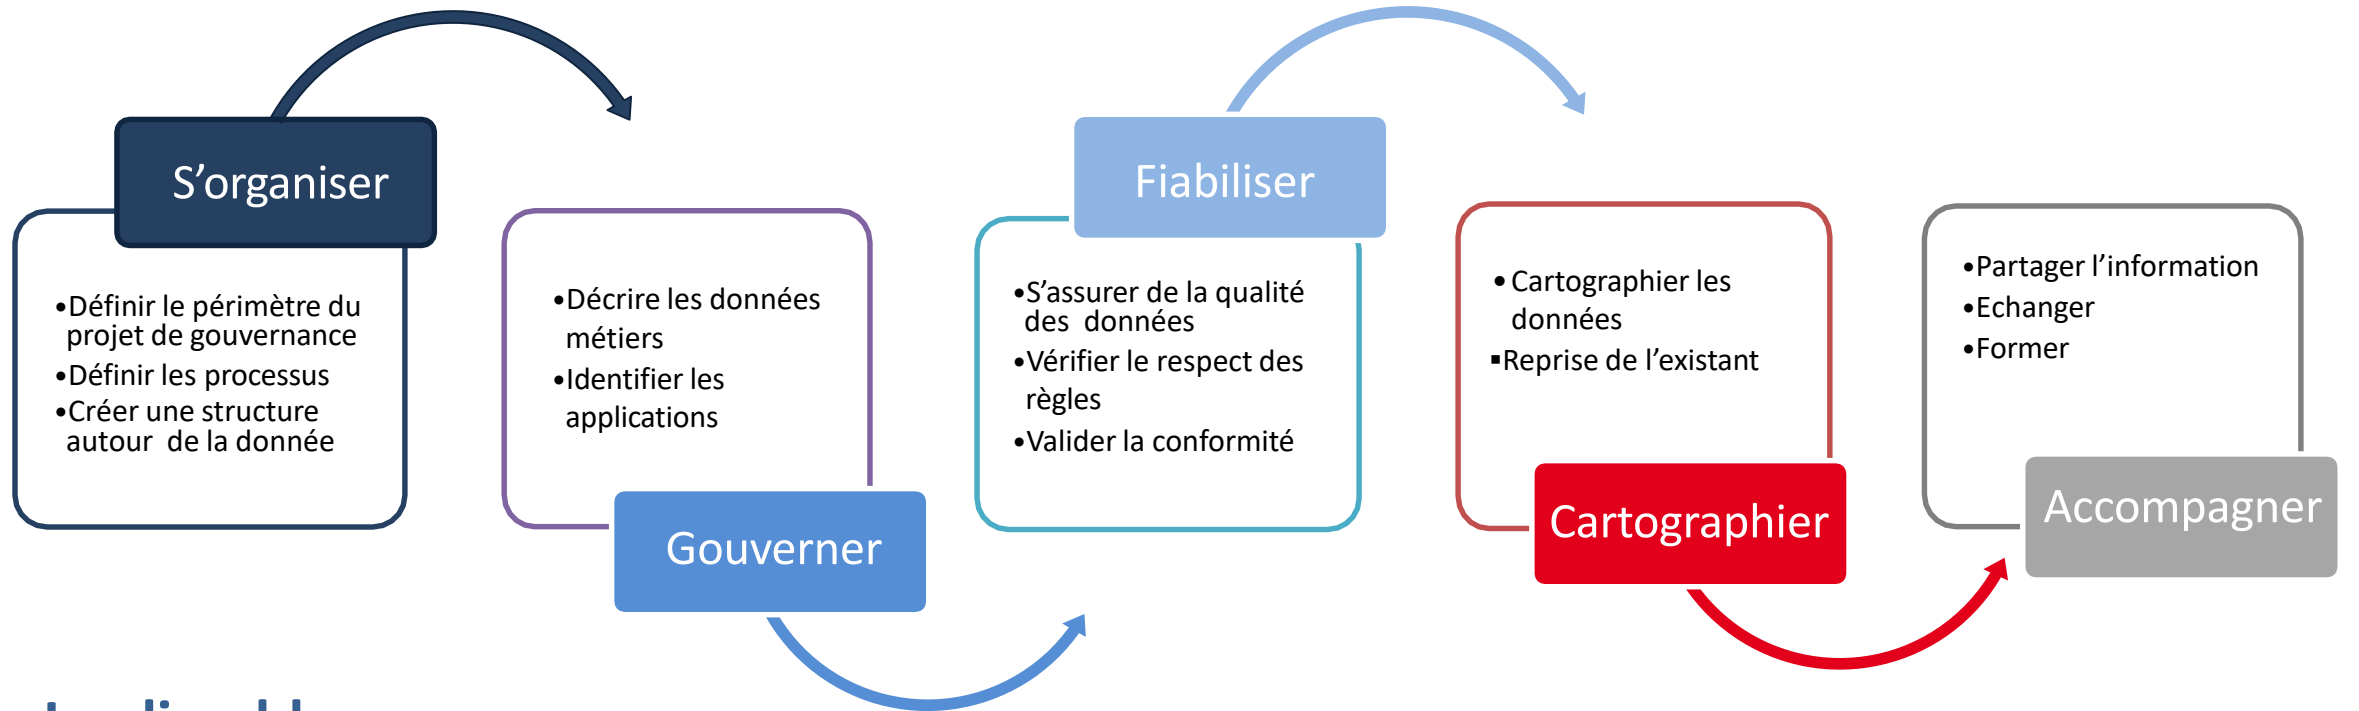 S’organiser
•Définir le périmètre du
projet de gouvernance
•Définir les processus
•Créer une structure
autour de la donnée
•Décrire les données
métiers
•Identifier les
applications
Gouverner
Fiabiliser
•S’assurer de la qualité
des données
•Vérifier le respect des
règles
•Valider la conformité
•Cartographier les
données
▪Reprise de l’existant
Cartographier
•Partager l’information
•Echanger
•Former
Accompagner